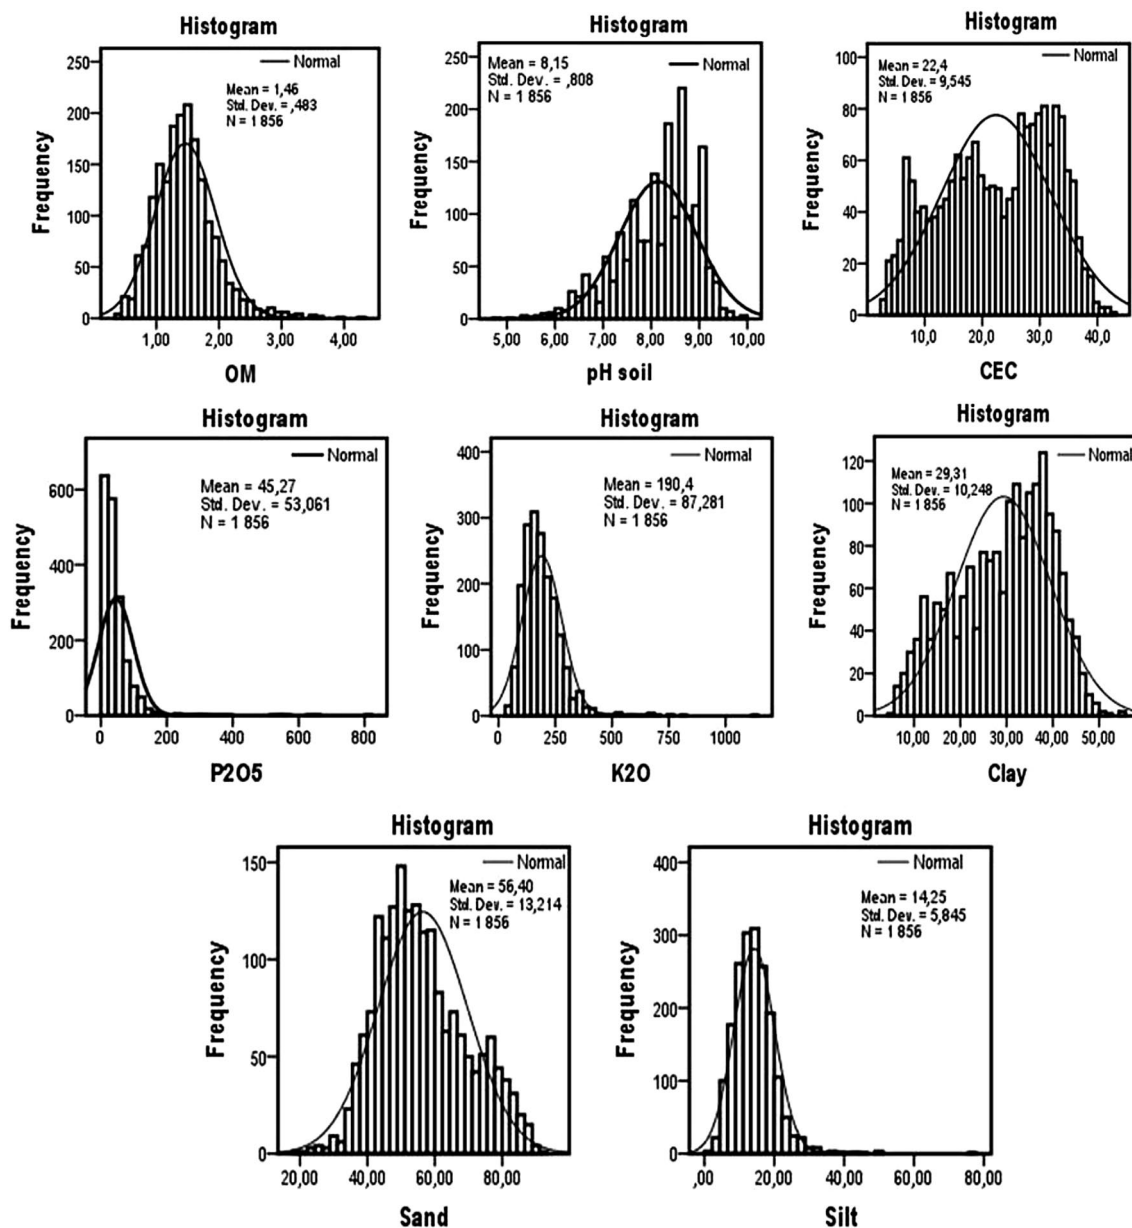 Histogram
Normal
Mean = 1,46
Std. Dev. = ,483
N = 1 856
Frequency
250
200
150
100
50
0
1,00 2,00 3,00 4,00
OM
Histogram
Normal
Mean = 8,15
Std. Dev. = ,808
N = 1 856
Frequency
250
200
150
100
50
0
5,00 6,00 7,00 8,00 9,00 10,00
pH soil
Histogram
Normal
Mean = 22,4
Std. Dev. = 9,545
N = 1 856
Frequency
100
80
60
40
20
0
10,0 20,0 30,0 40,0
CEC
Histogram
Normal
Mean = 45,27
Std. Dev. = 53,061
N = 1 856
Frequency
600
400
200
0
0 200 400 600 800
P2O5
Histogram
Normal
Mean = 190,4
Std. Dev. = 87,281
N = 1 856
Frequency
400
300
200
100
0
0 250 500 750 1000
K2O
Histogram
Normal
Mean = 29,31
Std. Dev. = 10,248
N = 1 856
Frequency
120
100
80
60
40
20
0
10,00 20,00 30,00 40,00 50,00
Clay
Histogram
Normal
Mean = 56,40
Std. Dev. = 13,214
N = 1 856
Frequency
150
100
50
0
20,00 40,00 60,00 80,00
Sand
Histogram
Normal
Mean = 14,25
Std. Dev. = 5,845
N = 1 856
Frequency
400
300
200
100
0
,00 20,00 40,00 60,00 80,00
Silt